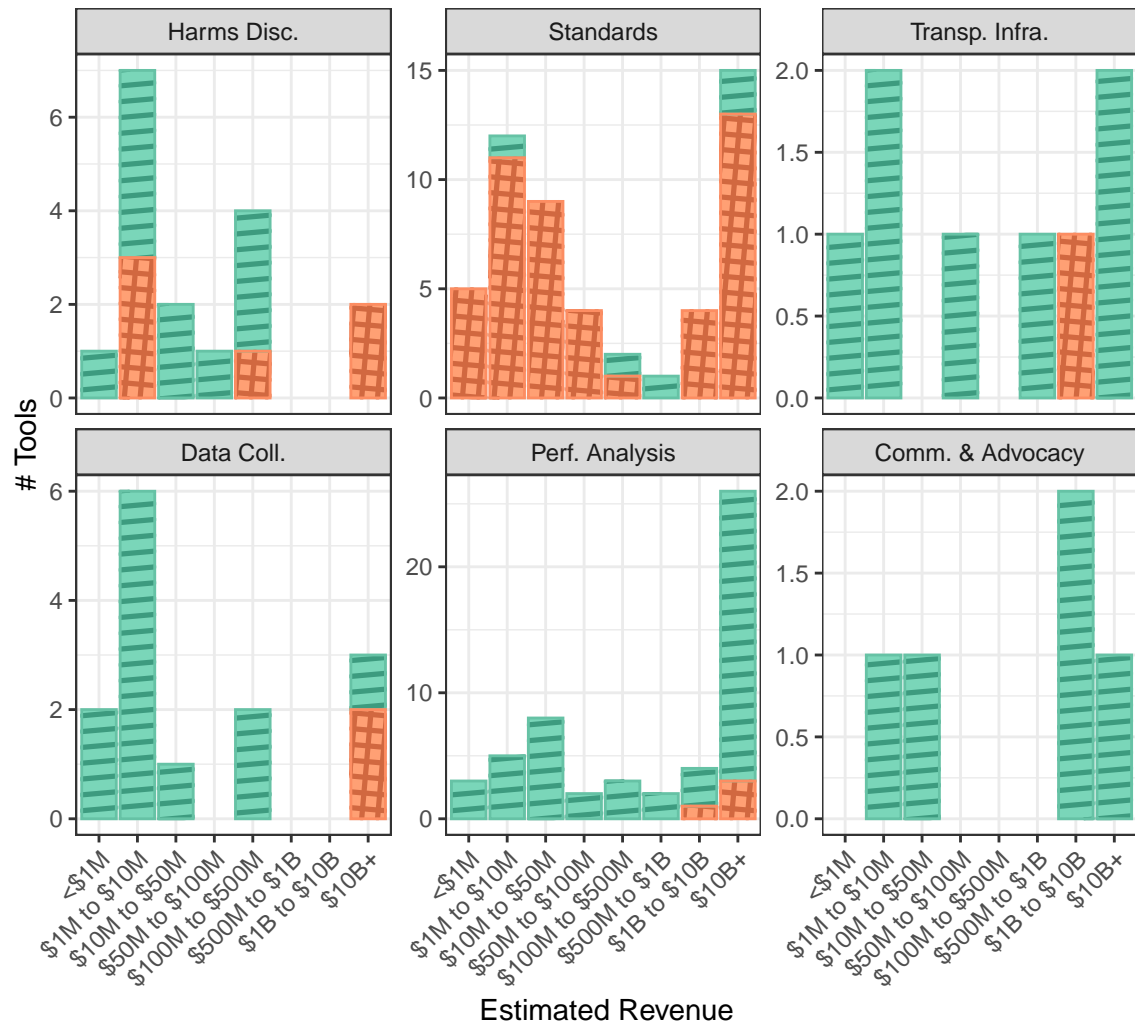 Harms Disc.
Standards
Transp. Infra.
6
4
2
0
15
10
5
0
2.0
1.5
1.0
0.5
0.0
# Tools
Data Coll.
Perf. Analysis
Comm. & Advocacy
6
4
2
0
20
10
0
2.0
1.5
1.0
0.5
0.0
<$1M
$1M to $10M
$10M to $50M
$50M to $100M
$100M to $500M
$500M to $1B
$1B to $10B
$10B+
<$1M
$1M to $10M
$10M to $50M
$50M to $100M
$100M to $500M
$500M to $1B
$1B to $10B
$10B+
<$1M
$1M to $10M
$10M to $50M
$50M to $100M
$100M to $500M
$500M to $1B
$1B to $10B
$10B+
Estimated Revenue